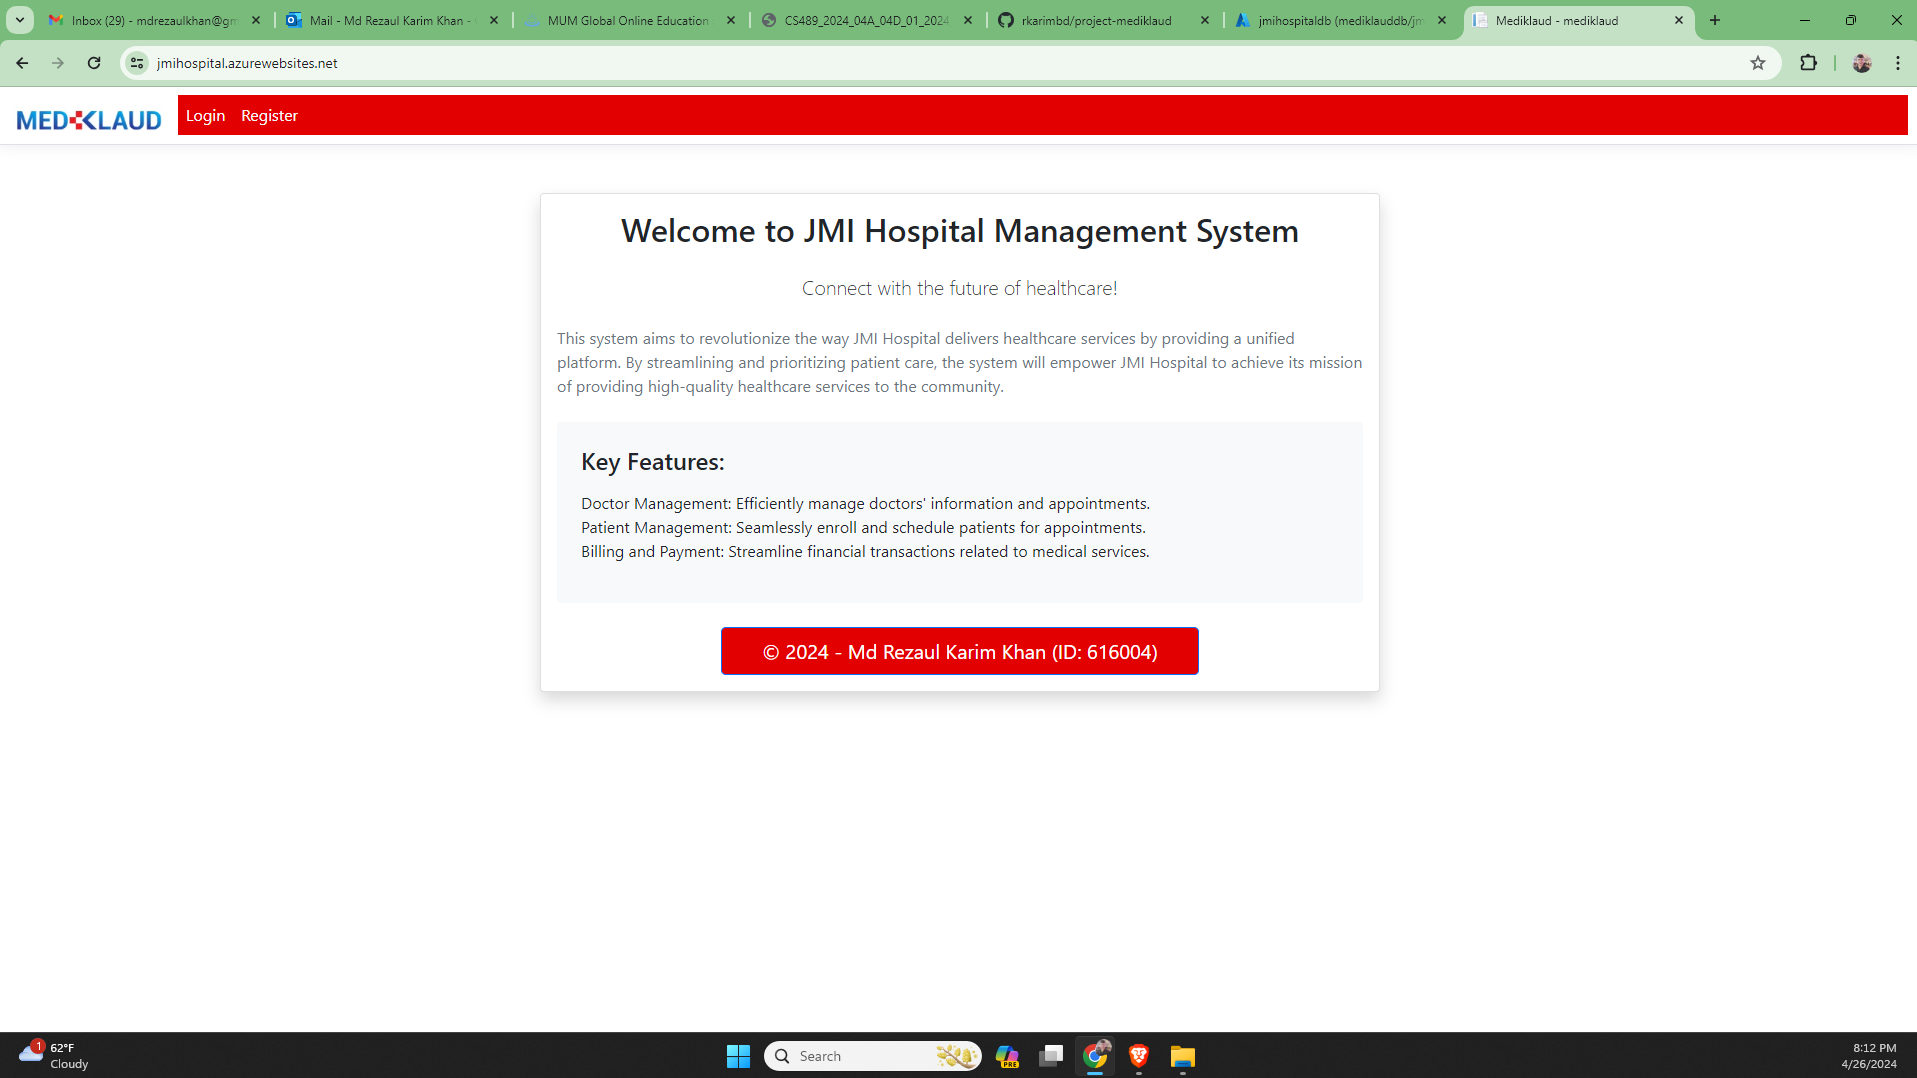 Inbox (29) - mdrezaulkhan@gm
Mail - Md Rezaul Karim Khan -
MUM Global Online Education
CS489_2024_04A_04D_01_2024
rkarimbd/project-mediklaud
jmihospitaldb (mediklauddb/jm
Mediklaud - mediklaud
jmihospital.azurewebsites.net
MEDIKLAUD
Login Register
Welcome to JMI Hospital Management System
Connect with the future of healthcare!
This system aims to revolutionize the way JMI Hospital delivers healthcare services by providing a unified
platform. By streamlining and prioritizing patient care, the system will empower JMI Hospital to achieve its mission
of providing high-quality healthcare services to the community.
Key Features:
Doctor Management: Efficiently manage doctors' information and appointments.
Patient Management: Seamlessly enroll and schedule patients for appointments.
Billing and Payment: Streamline financial transactions related to medical services.
© 2024 - Md Rezaul Karim Khan (ID: 616004)
1
62°F
Cloudy
Search
PRE
8:12 PM
4/26/2024